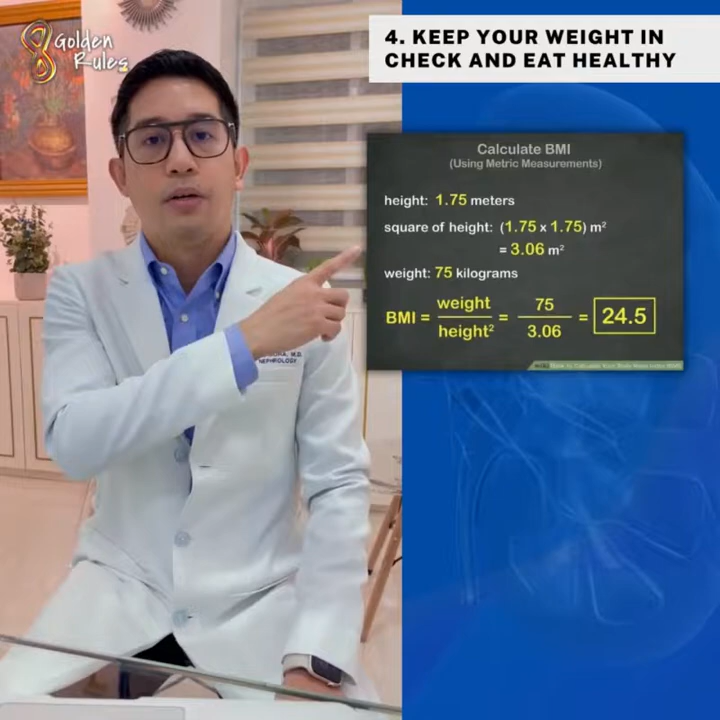 8 Golden
Rules
4. KEEP YOUR WEIGHT IN
CHECK AND EAT HEALTHY
Calculate BMI
(Using Metric Measurements)
height: 1.75 meters
square of height: (1.75 x 1.75) m²
= 3.06 m²
weight: 75 kilograms
BMI = weight / height² = 75 / 3.06 = 24.5
M.D.
NEPHROLOGY